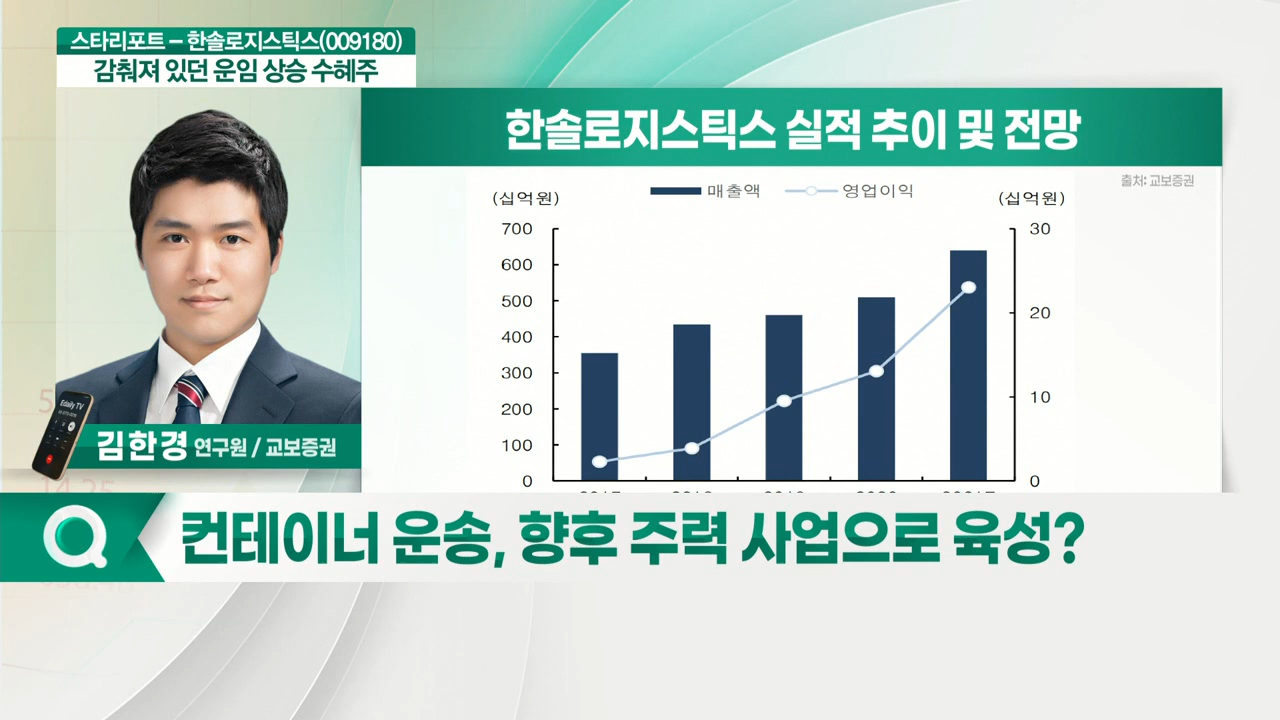 스타리포트 – 한솔로지스틱스(009180)
감춰져 있던 운임 상승 수혜주
한솔로지스틱스 실적 추이 및 전망
출처: 교보증권
(십억원) 매출액 영업이익 (십억원)
700 30
600
500 20
400
300 10
200
100
0 0
Edaily TV
김한경 연구원 / 교보증권
Q 컨테이너 운송, 향후 주력 사업으로 육성?